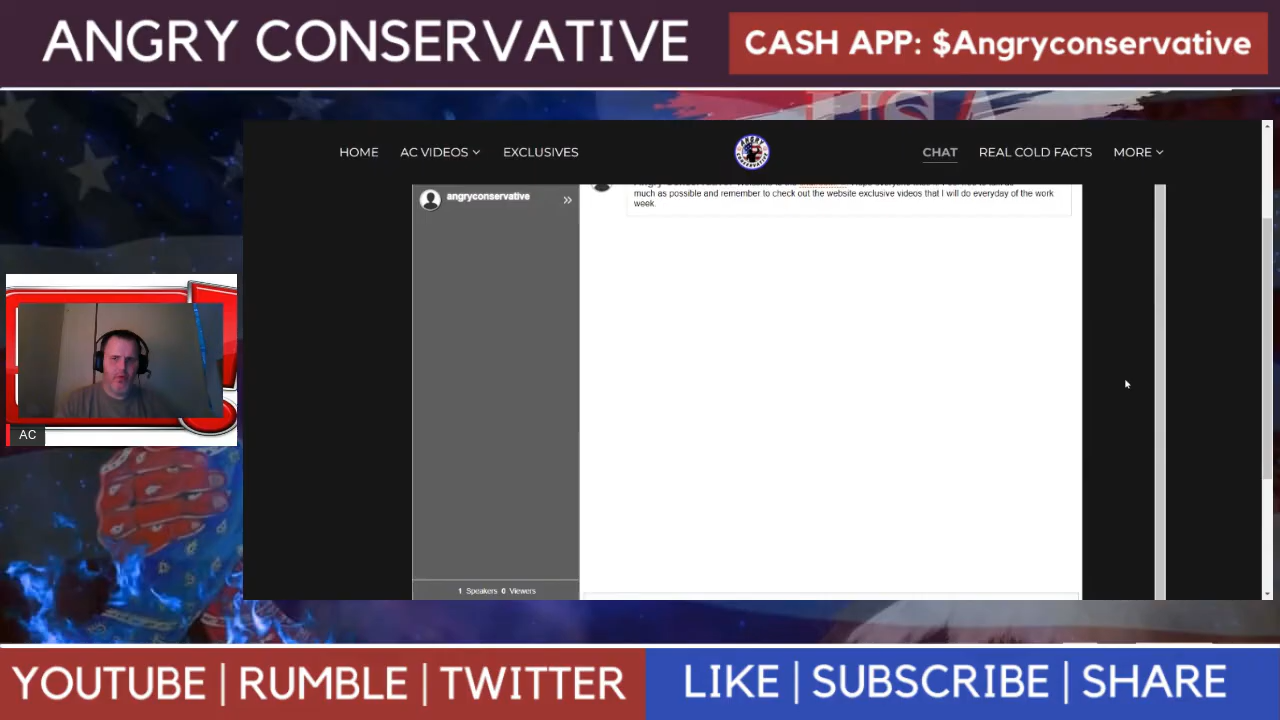 ANGRY CONSERVATIVE
CASH APP: $Angryconservative
USA
HOME
AC VIDEOS
EXCLUSIVES
CHAT
REAL COLD FACTS
MORE
angryconservative
much as possible and remember to check out the website exclusive videos that I will do everyday of the work
week.
AC
1 Speakers 0 Viewers
YOUTUBE | RUMBLE | TWITTER
LIKE | SUBSCRIBE | SHARE